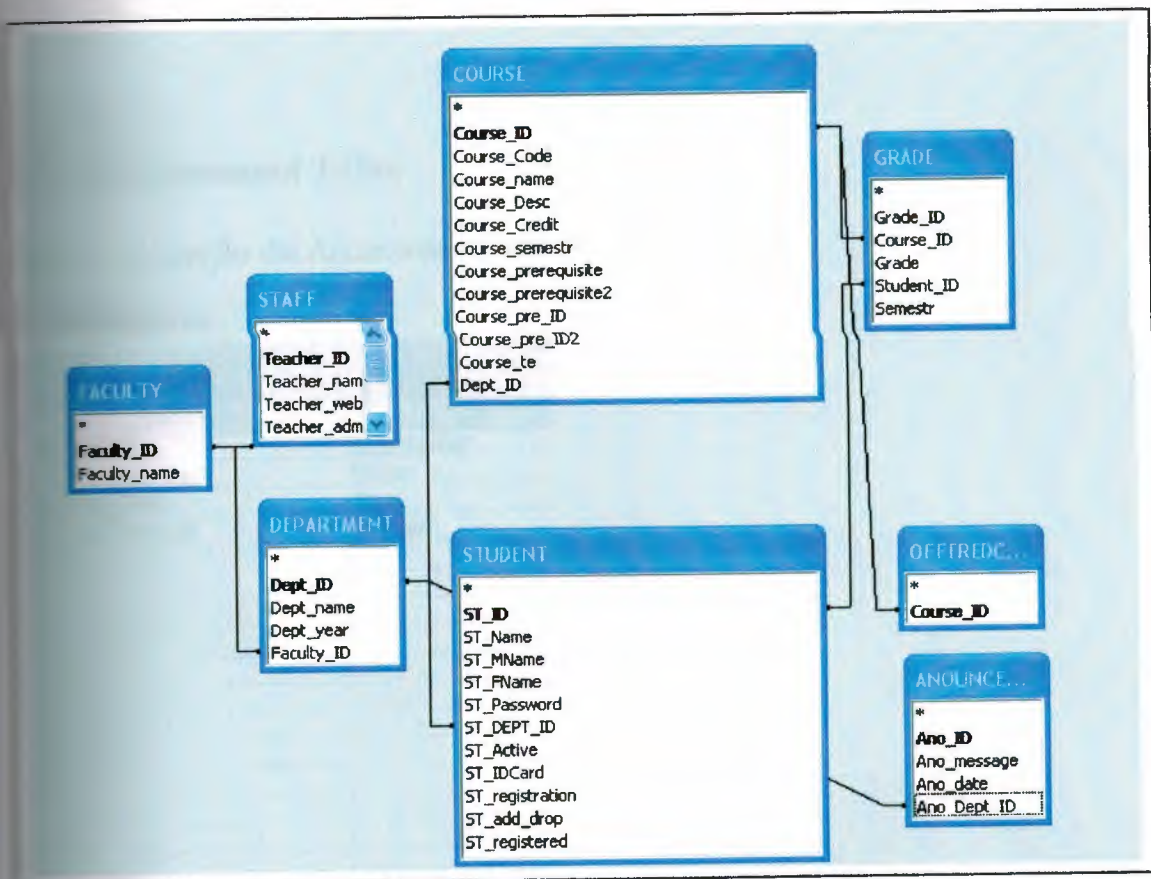 COURSE
*
Course_ID
Course_Code
Course_name
Course_Desc
Course_Credit
Course_semestr
Course_prerequisite
Course_prerequisite2
Course_pre_ID
Course_pre_ID2
Course_te
Dept_ID
GRADE
*
Grade_ID
Course_ID
Grade
Student_ID
Semestr
STAFF
*
Teacher_ID
Teacher_nam
Teacher_web
Teacher_adm
FACULTY
*
Faculty_ID
Faculty_name
DEPARTMENT
*
Dept_ID
Dept_name
Dept_year
Faculty_ID
STUDENT
*
ST_ID
ST_Name
ST_MName
ST_FName
ST_Password
ST_DEPT_ID
ST_Active
ST_IDCard
ST_registration
ST_add_drop
ST_registered
OFFREDC...
*
Course_ID
ANOUNCE...
*
Ano_ID
Ano_message
Ano_date
Ano_Dept_ID